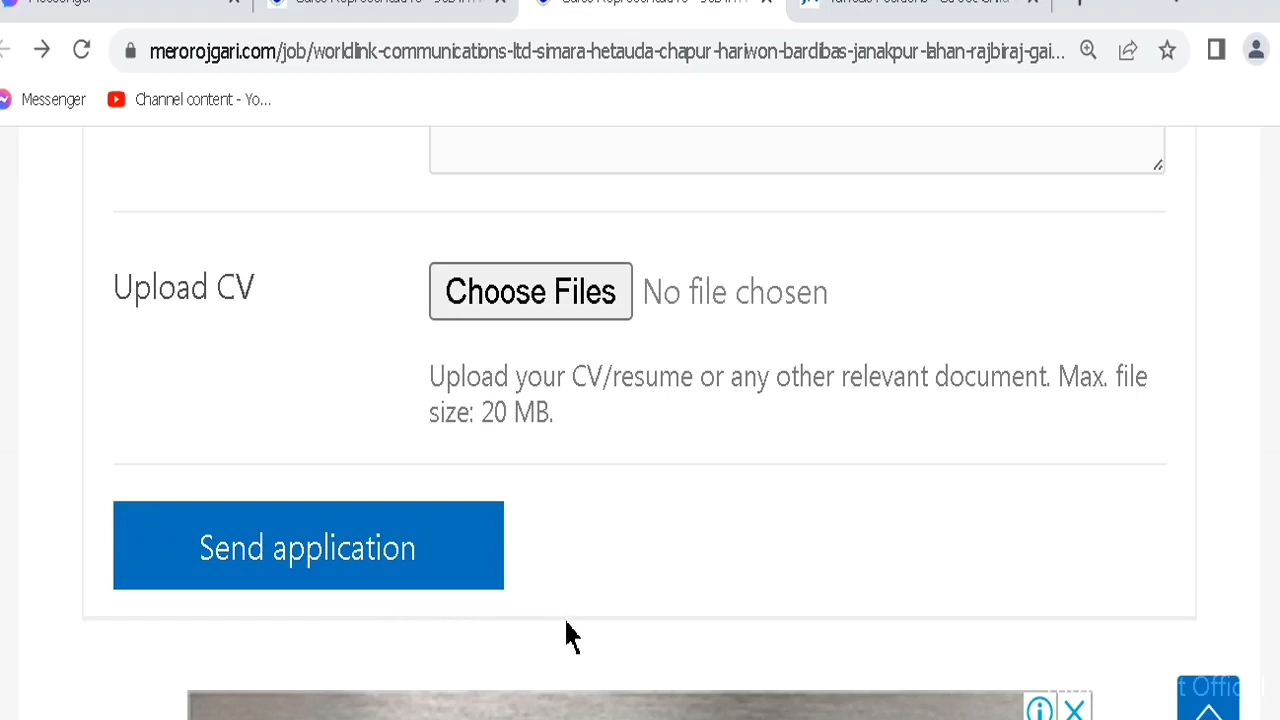 merorojgari.com/job/worldlink-communications-ltd-simara-hetauda-chapur-hariwon-bardibas-janakpur-lahan-rajbiraj-gai...
Messenger
Channel content - Yo...
Upload CV
Choose Files No file chosen
Upload your CV/resume or any other relevant document. Max. file
size: 20 MB.
Send application
t Official